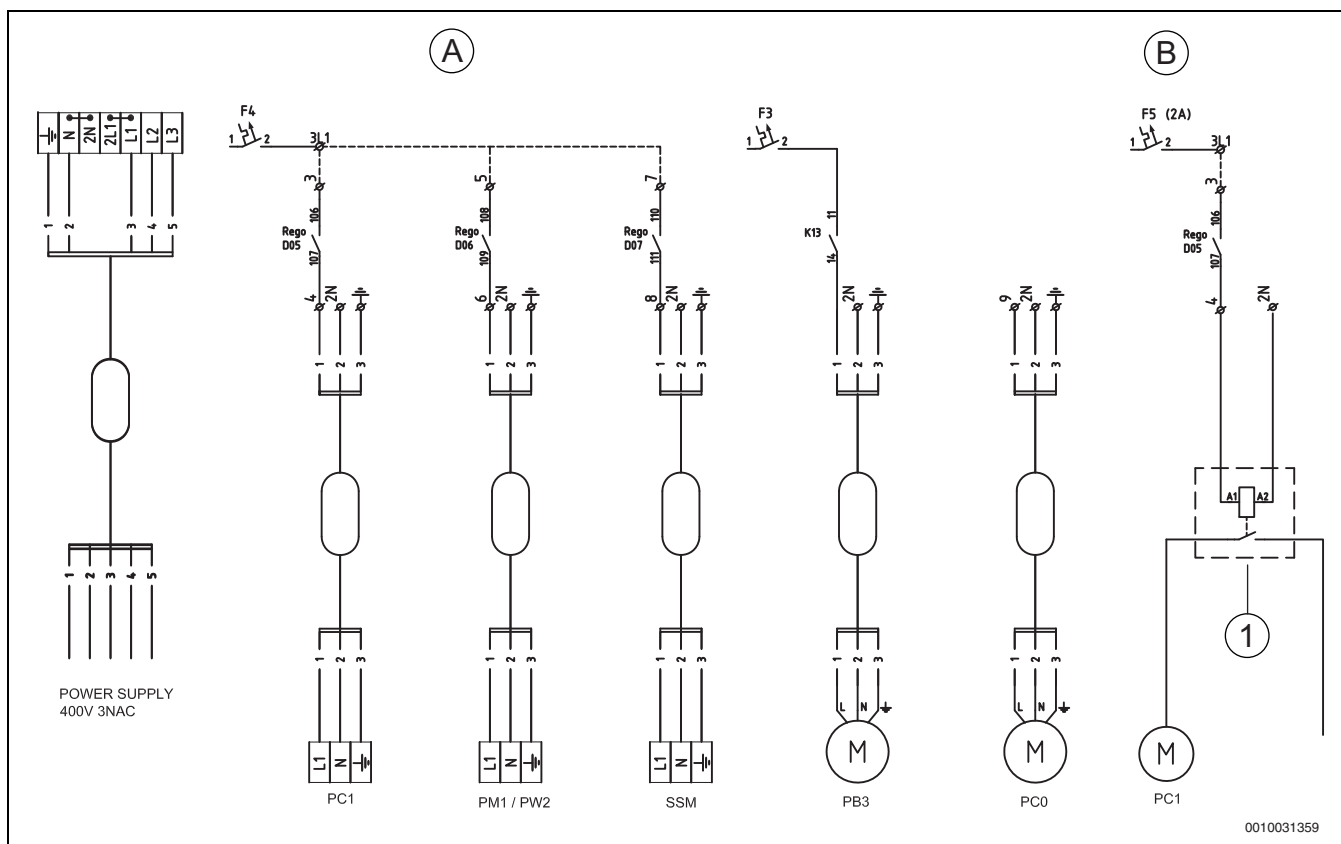 A
B
F4
F3
F5 (2A)
1 2
3L1
1 2
1 2
3L1
N 2N 2L1 L1 L2 L3
3
5
7
3
106
108
110
11
106
Rego
D05
Rego
D06
Rego
D07
K13
Rego
D05
107
109
111
14
107
1 2 3 4 5
4 2N
6 2N
8 2N
2N
9 2N
4 2N
1 2 3
1 2 3
1 2 3
1 2 3
1 2 3
A1 A2
1
1 2 3 4 5
1 2 3
1 2 3
1 2 3
1 2 3
1 2 3
POWER SUPPLY
400V 3NAC
L N
L N
L1 N
L1 N
L1 N
M
M
M
PC1
PM1 / PW2
SSM
PB3
PC0
PC1
0010031359